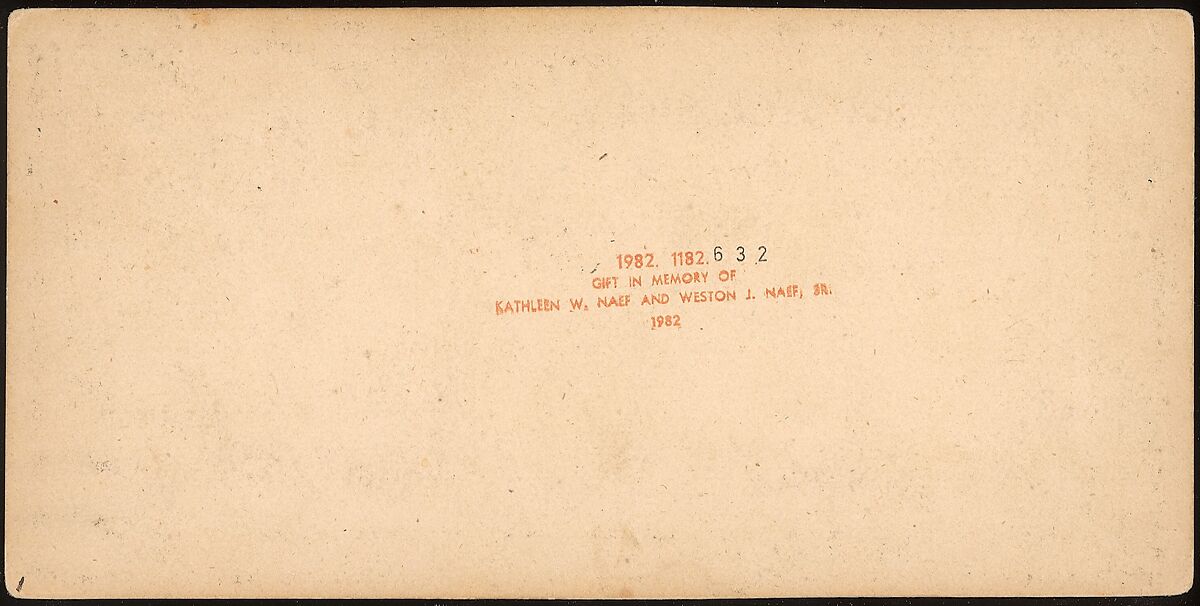 1982. 1182.632
GIFT IN MEMORY OF
KATHLEEN W. NAEF AND WESTON J. NAEF, SR.
1982